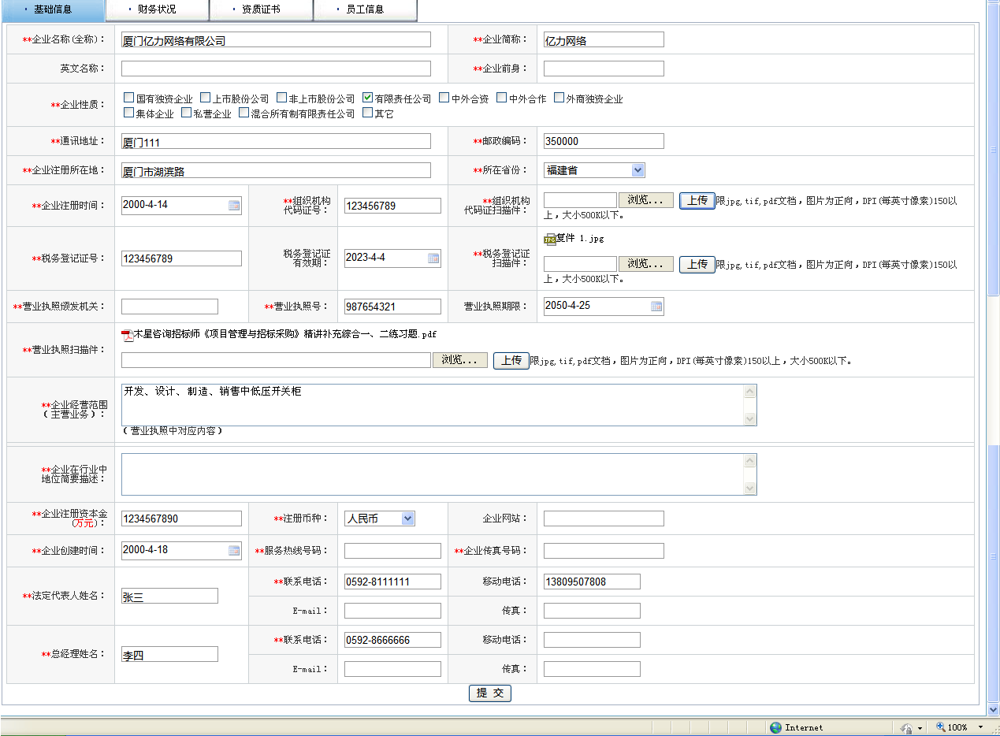 · 基础信息 · 财务状况 · 资质证书 · 员工信息
**企业名称(全称): 厦门亿力网络有限公司 **企业简称: 亿力网络
英文名称: **企业前身:
**企业性质: 国有独资企业 上市股份公司 非上市股份公司 有限责任公司 中外合资 中外合作 外商独资企业
集体企业 私营企业 混合所有制有限责任公司 其它
**通讯地址: 厦门111 **邮政编码: 350000
**企业注册所在地: 厦门市湖滨路 **所在省份: 福建省
**企业注册时间: 2000-4-14
**组织机构
代码证号: 123456789
**组织机构
代码证扫描件: 浏览... 上传 限jpg,tif,pdf文档，图片为正向，DPI(每英寸像素)150以
上，大小500K以下。
**税务登记证号: 123456789
税务登记证
有效期: 2023-4-4
**税务登记证
扫描件:
复件 1.jpg
浏览... 上传 限jpg,tif,pdf文档，图片为正向，DPI(每英寸像素)150以
上，大小500K以下。
**营业执照颁发机关: **营业执照号: 987654321 营业执照期限: 2050-4-25
**营业执照扫描件:
木星咨询招标师《项目管理与招标采购》精讲补充综合一、二练习题.pdf
浏览... 上传 限jpg,tif,pdf文档，图片为正向，DPI(每英寸像素)150以上，大小500K以下。
**企业经营范围
(主营业务):
开发、设计、制造、销售中低压开关柜
(营业执照中对应内容)
**企业在行业中
地位简要描述:
**企业注册资本金
(万元): 1234567890 **注册币种: 人民币 企业网站:
**企业创建时间: 2000-4-18 **服务热线号码: **企业传真号码:
**法定代表人姓名: 张三 **联系电话: 0592-8111111 移动电话: 13809507808
E-mail: 传真:
**总经理姓名: 李四 **联系电话: 0592-8666666 移动电话:
E-mail: 传真:
提 交
Internet 100%